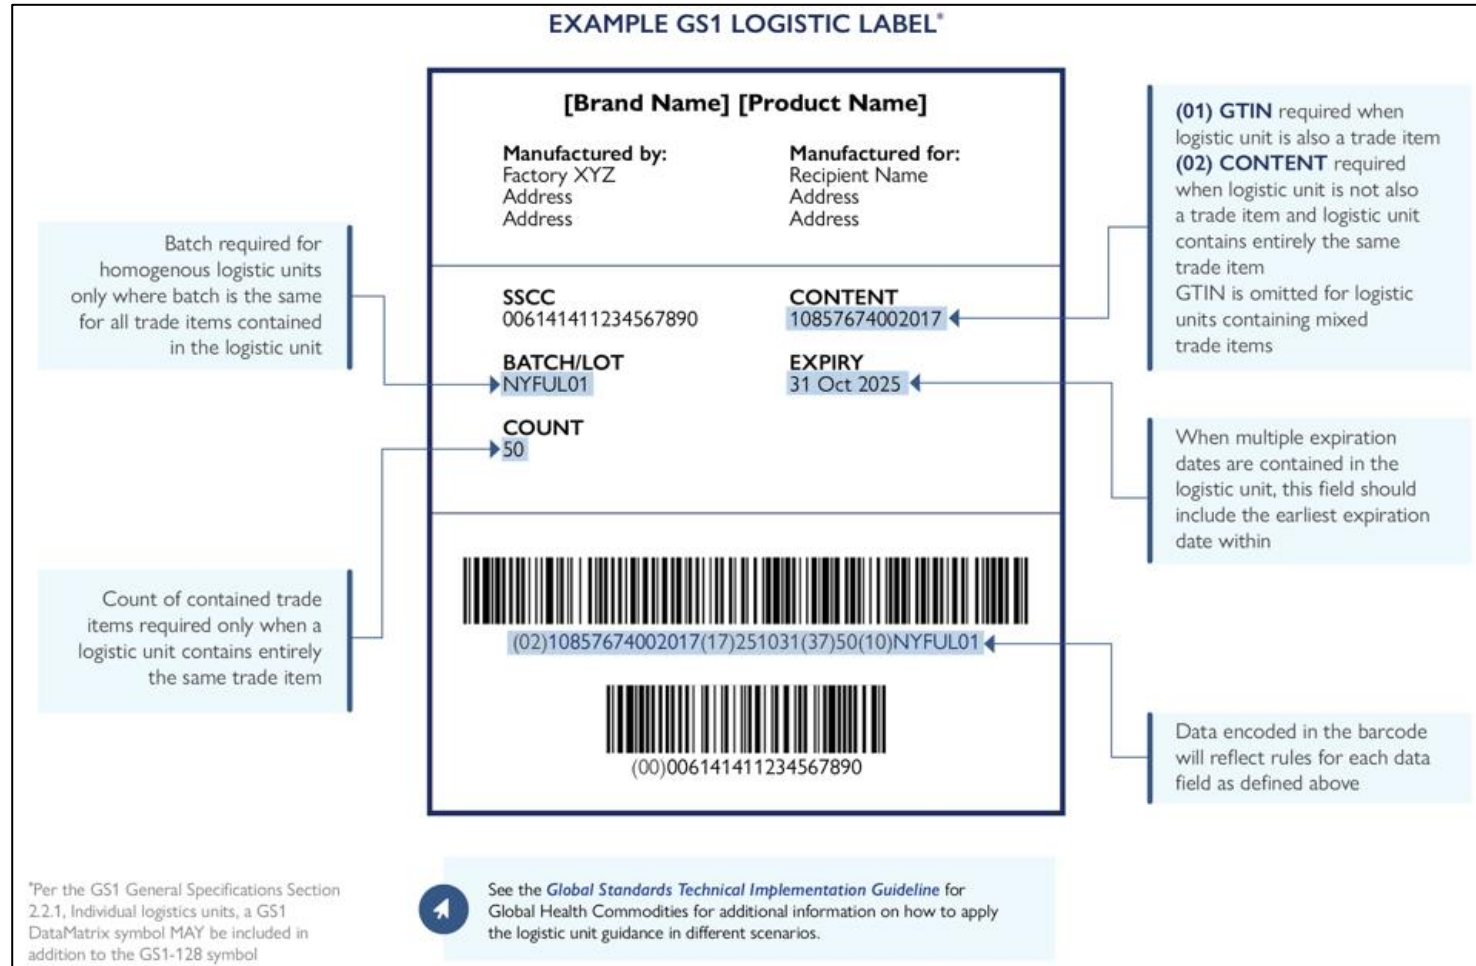 EXAMPLE GS1 LOGISTIC LABEL*
[Brand Name] [Product Name]
Manufactured by:
Factory XYZ
Address
Address
Manufactured for:
Recipient Name
Address
Address
SSCC
006141411234567890
CONTENT
10857674002017
BATCH/LOT
NYFUL01
EXPIRY
31 Oct 2025
COUNT
50
(02)10857674002017(17)251031(37)50(10)NYFUL01
(00)006141411234567890
Batch required for
homogenous logistic units
only where batch is the same
for all trade items contained
in the logistic unit
Count of contained trade
items required only when a
logistic unit contains entirely
the same trade item
(01) GTIN required when
logistic unit is also a trade item
(02) CONTENT required
when logistic unit is not also
a trade item and logistic unit
contains entirely the same
trade item
GTIN is omitted for logistic
units containing mixed
trade items
When multiple expiration
dates are contained in the
logistic unit, this field should
include the earliest expiration
date within
Data encoded in the barcode
will reflect rules for each data
field as defined above
*Per the GS1 General Specifications Section
2.2.1, Individual logistics units, a GS1
DataMatrix symbol MAY be included in
addition to the GS1-128 symbol
See the Global Standards Technical Implementation Guideline for
Global Health Commodities for additional information on how to apply
the logistic unit guidance in different scenarios.